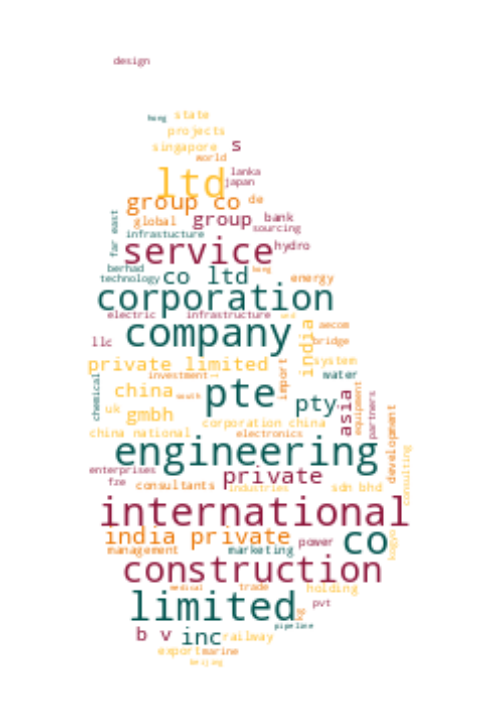 design
hong state
projects
singapore s
world
ltd lanka
japan
group co de
global group bank
far east infrastucture sourcing
service hydro
berhad co ltd hong
technology energy
corporation
electric infrastructure
company india aecom
llc bridge
private limited system
investment import water
chemical china pte
south pty asia equipment partners
uk gmbh
corporation china development
china national electronics
engineering consulting
enterprises private
fze consultants industries sdn bhd
international
india private co kogyo
management marketing power
construction
medical trade holding
limited pvt
pipeline
b v inc railway
export marine
beijing